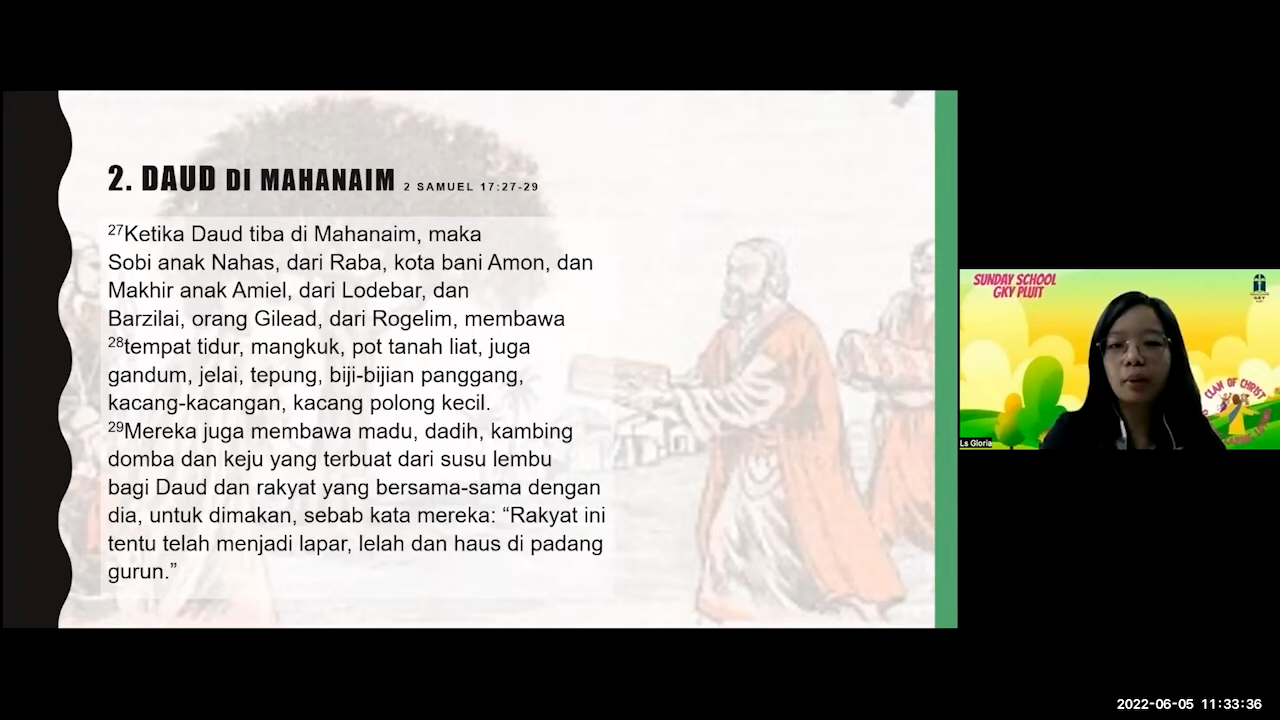 2. DAUD DI MAHANAIM 2 SAMUEL 17:27-29
27Ketika Daud tiba di Mahanaim, maka
Sobi anak Nahas, dari Raba, kota bani Amon, dan
Makhir anak Amiel, dari Lodebar, dan
Barzilai, orang Gilead, dari Rogelim, membawa
28tempat tidur, mangkuk, pot tanah liat, juga
gandum, jelai, tepung, biji-bijian panggang,
kacang-kacangan, kacang polong kecil.
29Mereka juga membawa madu, dadih, kambing
domba dan keju yang terbuat dari susu lembu
bagi Daud dan rakyat yang bersama-sama dengan
dia, untuk dimakan, sebab kata mereka: “Rakyat ini
tentu telah menjadi lapar, lelah dan haus di padang
gurun.”
SUNDAY SCHOOL
GKY PLUIT
GKY
CLAN OF CHRIST
Ls Gloria
2022-06-05 11:33:36